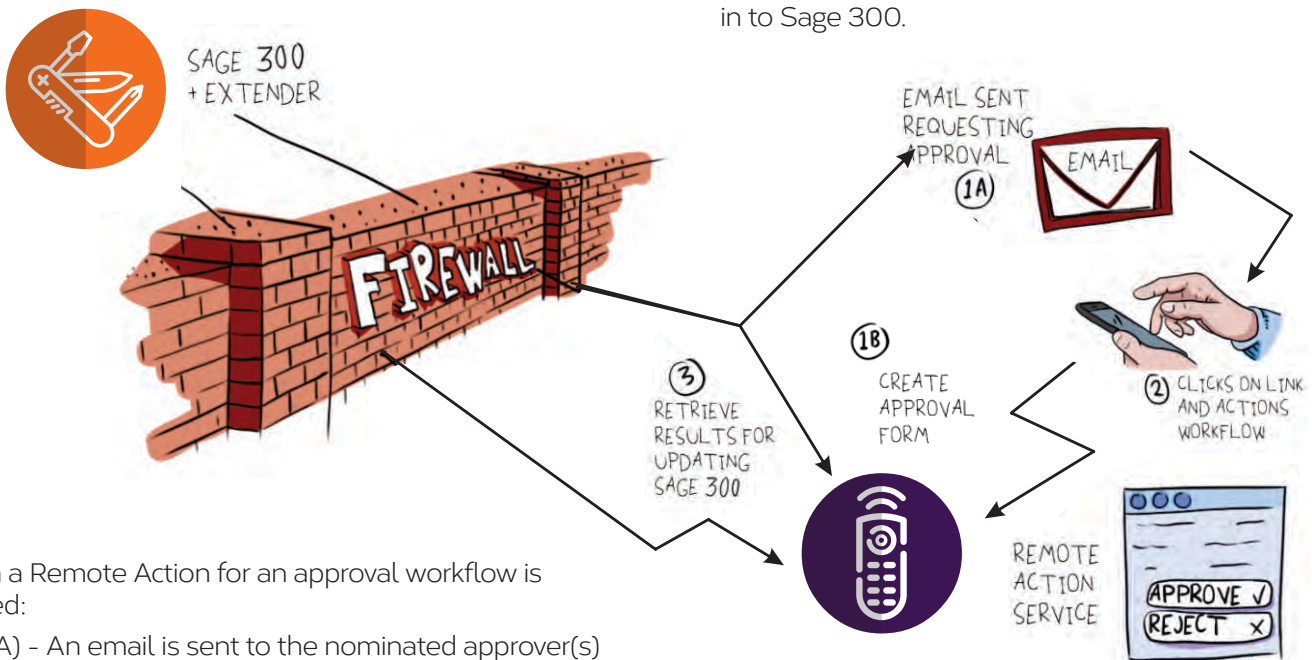 in to Sage 300.
SAGE 300
+ EXTENDER
EMAIL SENT
REQUESTING
APPROVAL
1A
EMAIL
FIREWALL
1B
CREATE
APPROVAL
FORM
2 CLICKS ON LINK
AND ACTIONS
WORKFLOW
3
RETRIEVE
RESULTS FOR
UPDATING
SAGE 300
REMOTE
ACTION
SERVICE
APPROVE ✓
REJECT X
a Remote Action for an approval workflow is
A) - An email is sent to the nominated approver(s)